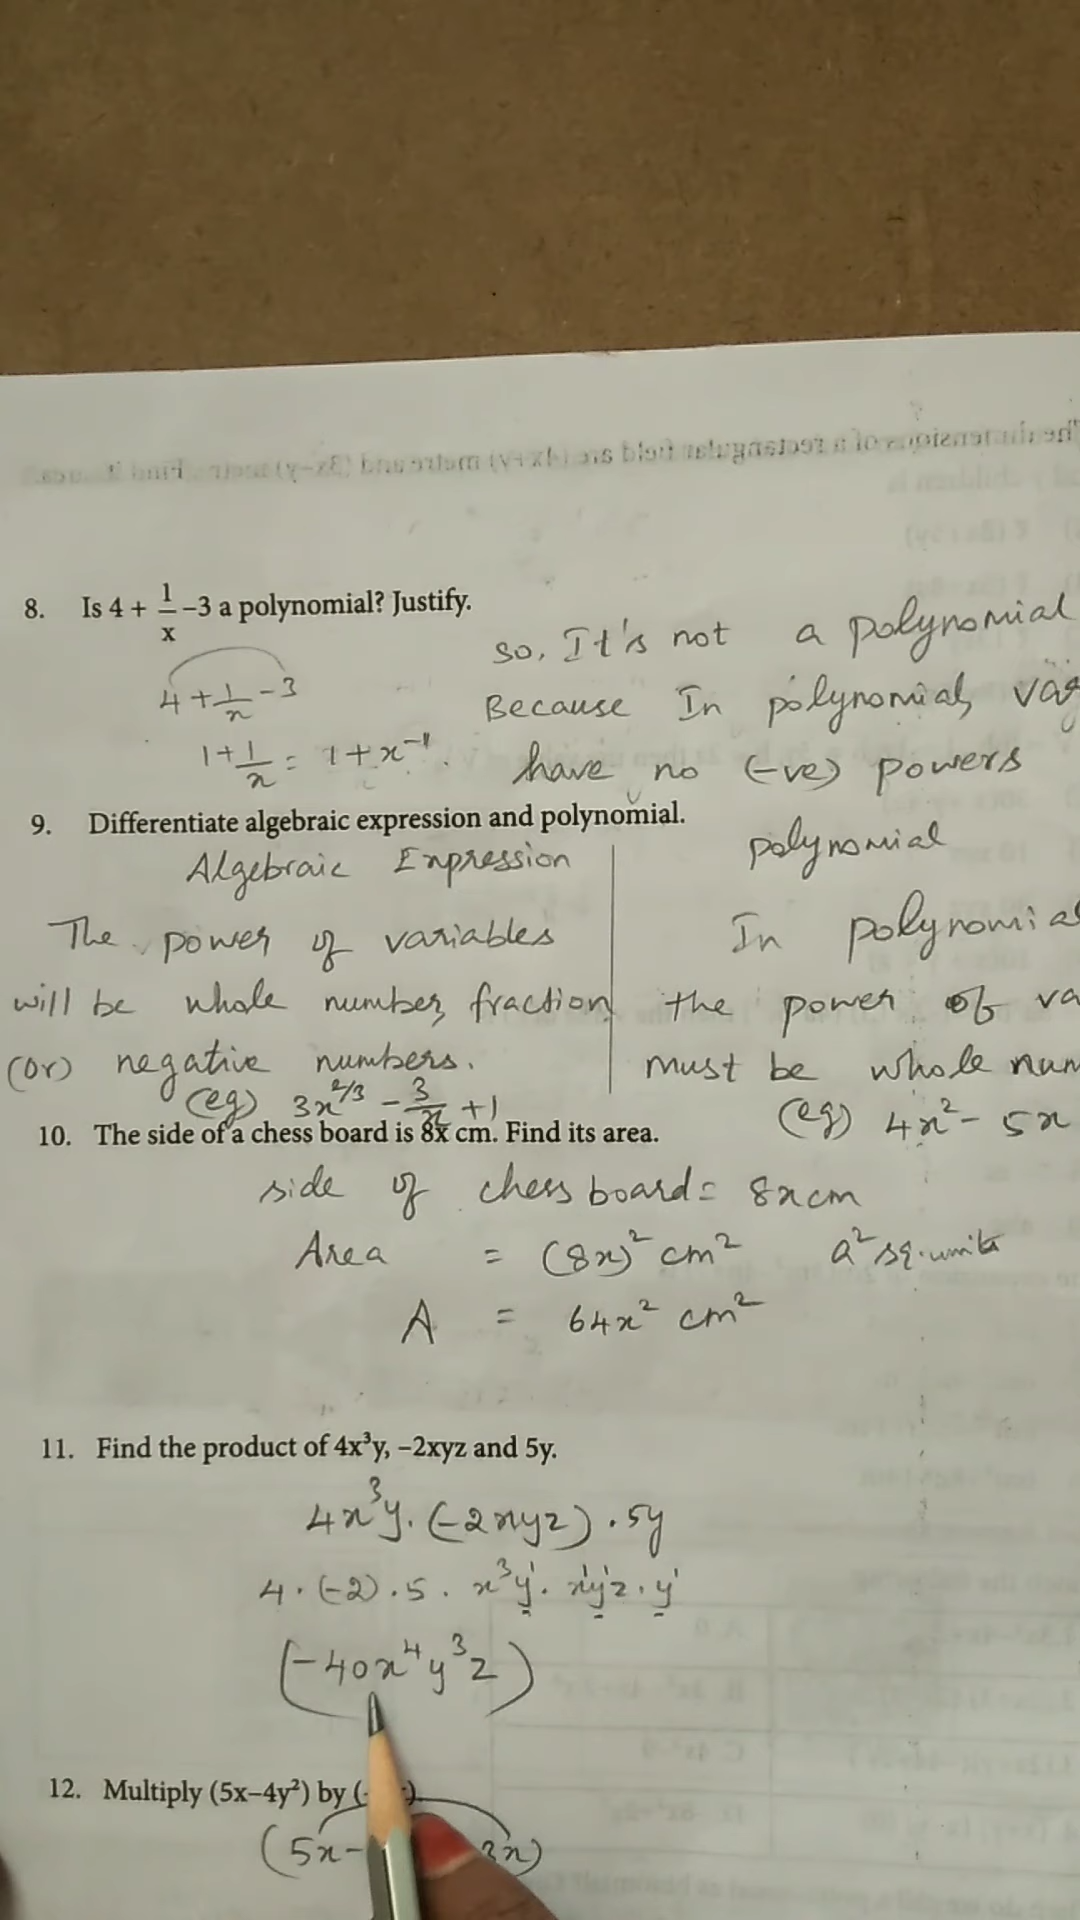 8. Is 4 + 1/x –3 a polynomial? Justify.
4 + 1/x - 3
1 + 1/x = 1 + x⁻¹.
so, It's not a polynomial
Because In polynomial, var
have no (-ve) powers
9. Differentiate algebraic expression and polynomial.
Algebraic Expression
The power of variables
will be whole number, fraction
(or) negative numbers.
(eg) 3x^2/3 - 3/x + 1
polynomial
In polynomial
the power of va
must be whole num
(eg) 4x² - 5x
10. The side of a chess board is 8x cm. Find its area.
side of chess board = 8x cm
Area = (8x)² cm² a² sq.units
A = 64x² cm²
11. Find the product of 4x³y, –2xyz and 5y.
4x³y. (-2xyz) . 5y
4 . (-2) . 5 . x³y¹. x¹y¹z . y¹
(-40x⁴y³z)
12. Multiply (5x–4y²) by (
(5x- 3x)